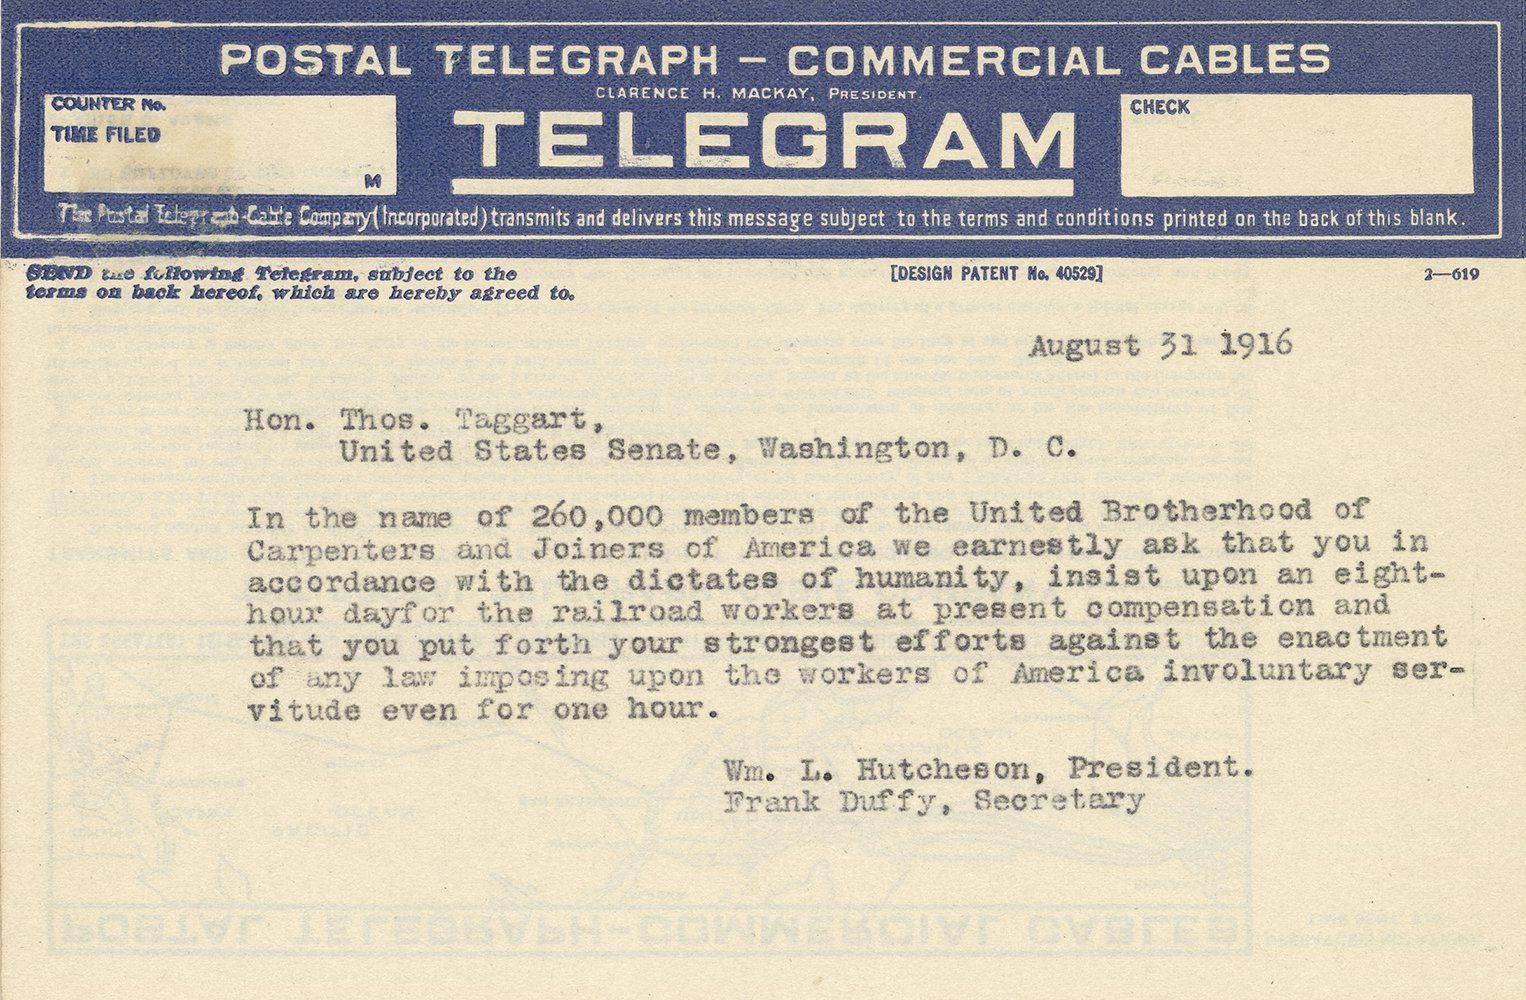 POSTAL TELEGRAPH — COMMERCIAL CABLES
CLARENCE H. MACKAY, PRESIDENT.
COUNTER No.
TIME FILED
M
TELEGRAM
CHECK
The Postal Telegraph-Cable Company (Incorporated) transmits and delivers this message subject to the terms and conditions printed on the back of this blank.
SEND the following Telegram, subject to the
terms on back hereof, which are hereby agreed to.
[DESIGN PATENT No. 40529]
2—619
August 31 1916
Hon. Thos. Taggart,
United States Senate, Washington, D. C.
In the name of 260,000 members of the United Brotherhood of
Carpenters and Joiners of America we earnestly ask that you in
accordance with the dictates of humanity, insist upon an eight-
hour dayfor the railroad workers at present compensation and
that you put forth your strongest efforts against the enactment
of any law imposing upon the workers of America involuntary ser-
vitude even for one hour.
Wm. L. Hutcheson, President.
Frank Duffy, Secretary
POSTAL TELEGRAPH-COMMERCIAL CABLES